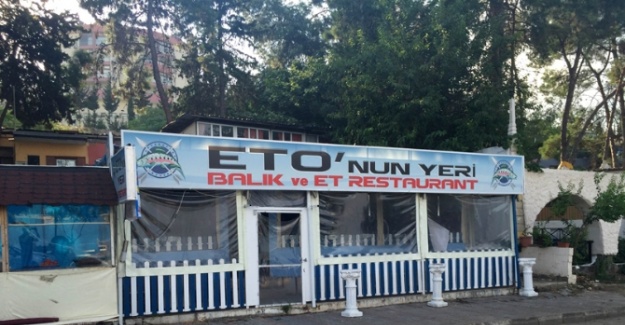 ETO'NUN YERİ
BALIK ve ET RESTAURANT